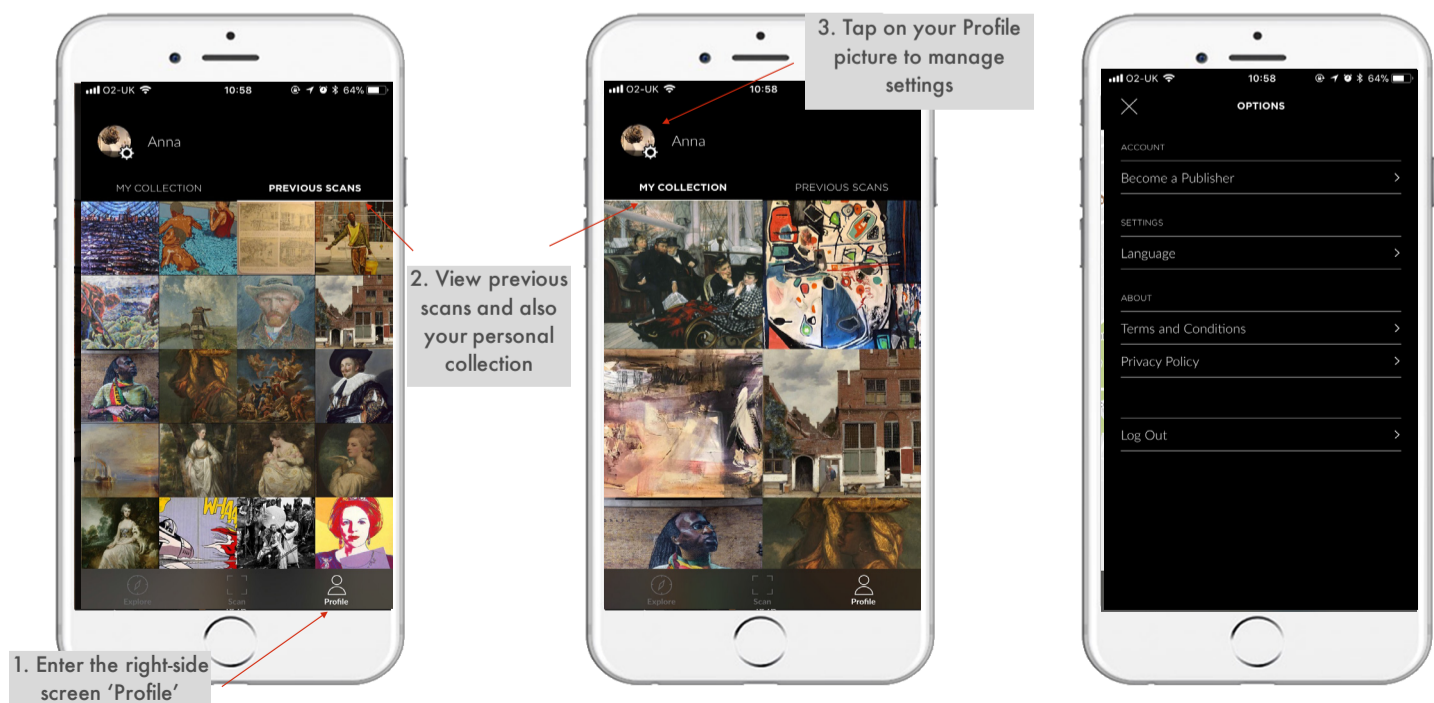 O2-UK
10:58
64%
Anna
MY COLLECTION
PREVIOUS SCANS
WHAA
Explore
Scan
Profile
1. Enter the right-side
screen ‘Profile’
2. View previous
scans and also
your personal
collection
O2-UK
10:58
3. Tap on your Profile
picture to manage
settings
Anna
MY COLLECTION
PREVIOUS SCANS
Explore
Scan
Profile
O2-UK
10:58
64%
OPTIONS
ACCOUNT
Become a Publisher
SETTINGS
Language
ABOUT
Terms and Conditions
Privacy Policy
Log Out